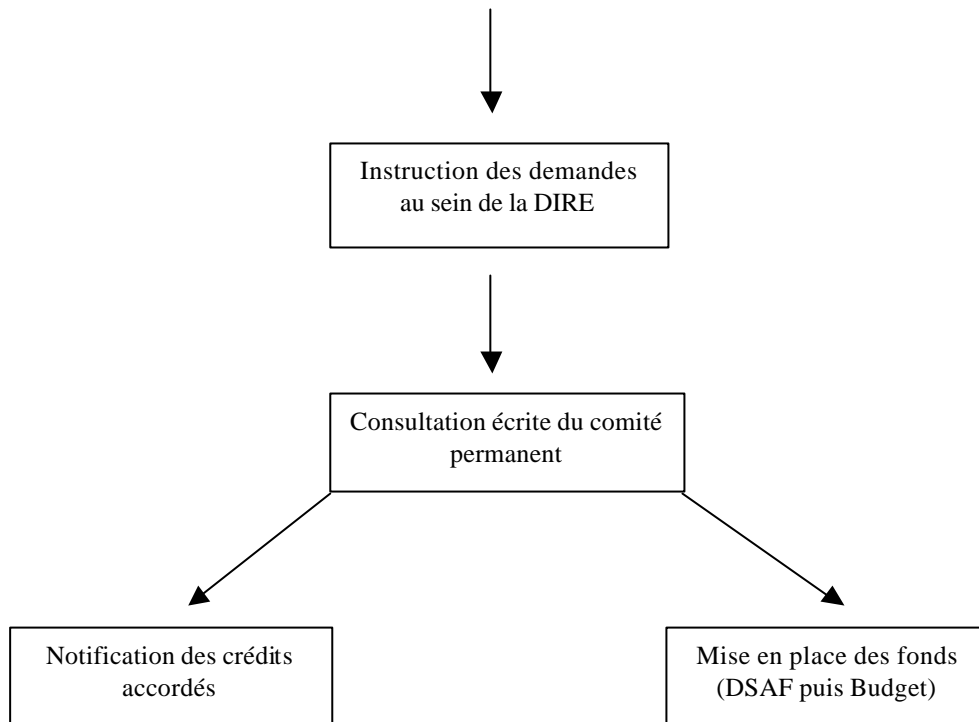 Instruction des demandes
au sein de la DIRE
Consultation écrite du comité
permanent
Notification des crédits
accordés
Mise en place des fonds
(DSAF puis Budget)